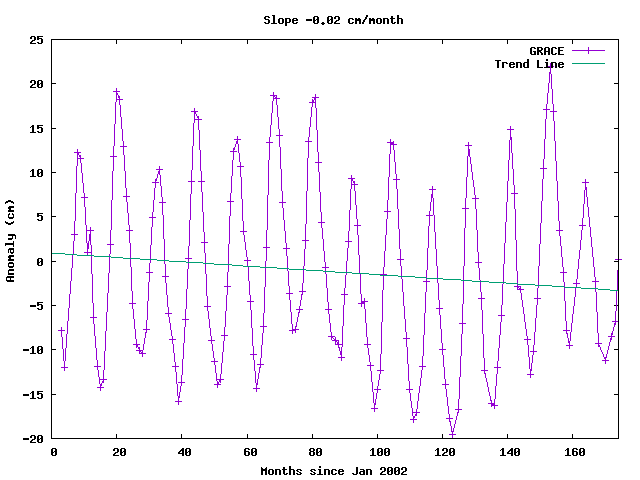 Slope -0.02 cm/month
GRACE
Trend Line
25
20
15
10
5
0
-5
-10
-15
-20
Anomaly (cm)
0 20 40 60 80 100 120 140 160
Months since Jan 2002